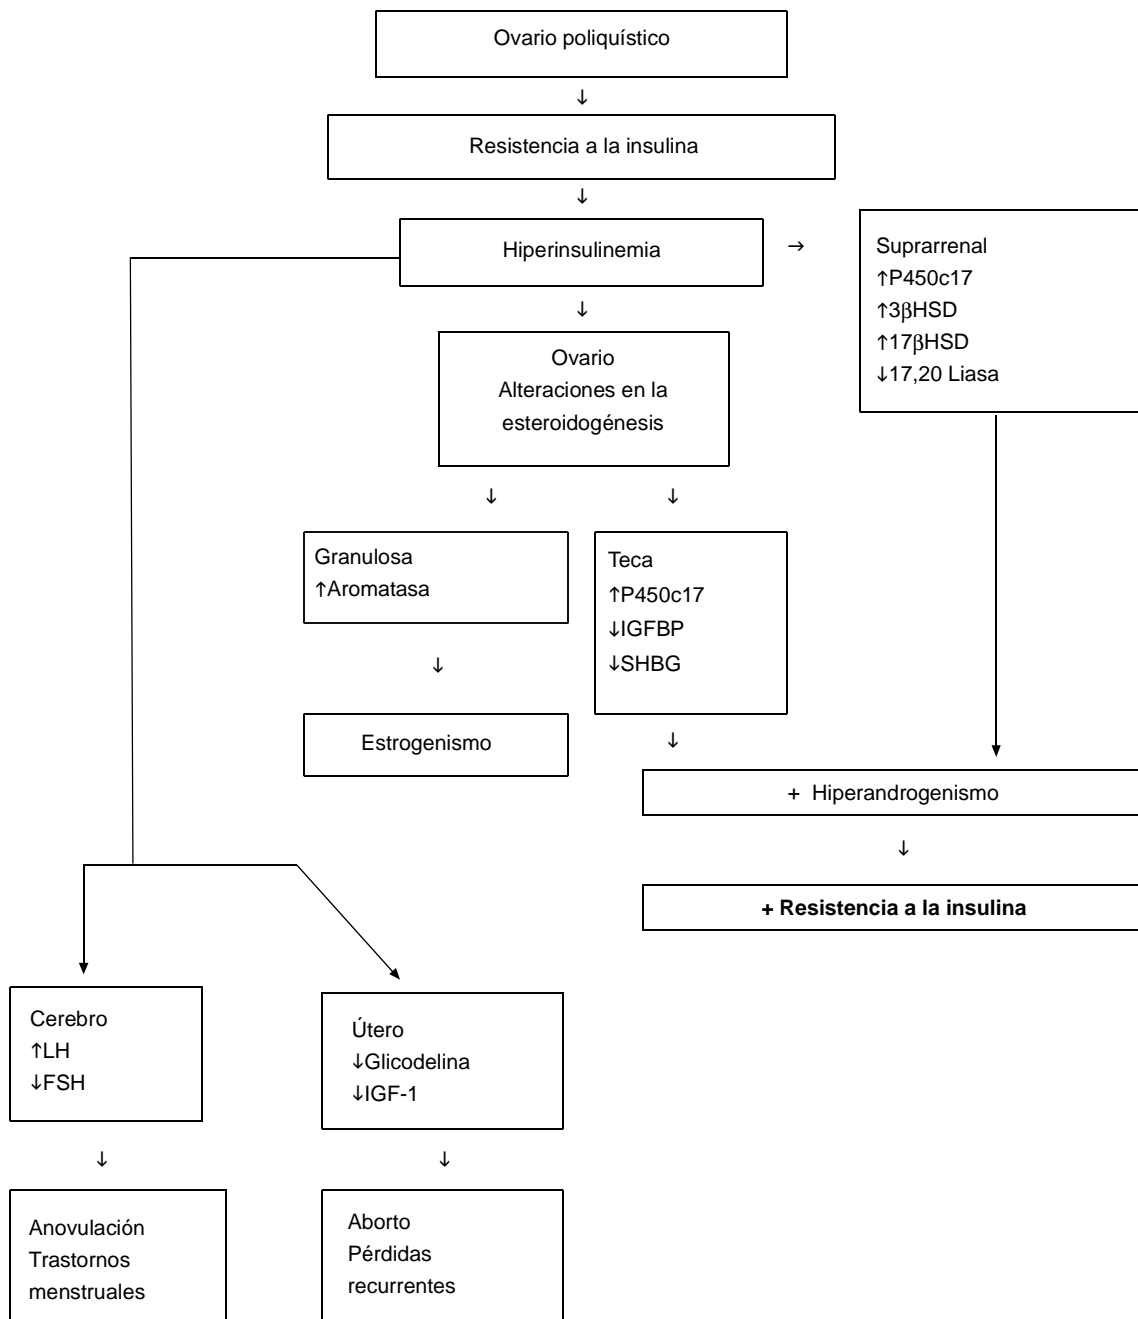 Ovario poliquístico
↓
Resistencia a la insulina
↓
Hiperinsulinemia
→
Suprarrenal
↑P450c17
↑3βHSD
↑17βHSD
↓17,20 Liasa
↓
Ovario
Alteraciones en la
esteroidogénesis
↓
↓
Granulosa
↑Aromatasa
Teca
↑P450c17
↓IGFBP
↓SHBG
↓
Estrogenismo
↓
+ Hiperandrogenismo
↓
+ Resistencia a la insulina
Cerebro
↑LH
↓FSH
Útero
↓Glicodelina
↓IGF-1
↓
↓
Anovulación
Trastornos
menstruales
Aborto
Pérdidas
recurrentes